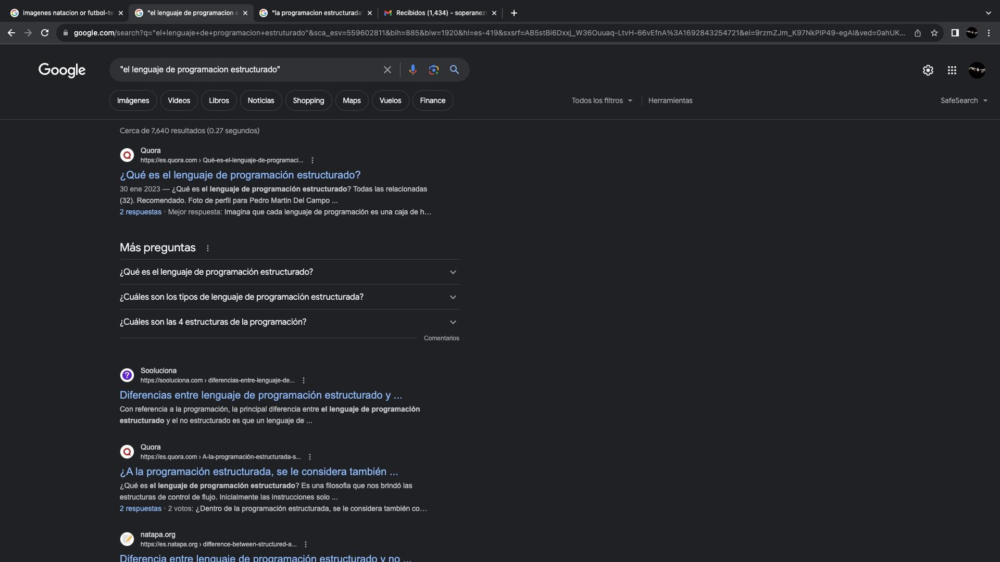 imagenes natacion or futbol-te
"el lenguaje de programacion e
"la programacion estructurada"
Recibidos (1,434) - soperanez
google.com/search?q="el+lenguaje+de+programacion+estruturado"&sca_esv=559602811&bih=885&biw=1920&hl=es-419&sxsrf=AB5stBi6Dxxj_W36Ouuaq-LtvH-66vEfnA%3A1692843254721&ei=9rzmZJm_K97NkPIP49-egAI&ved=0ahUK...
Google
"el lenguaje de programacion estructurado"
Imágenes
Vídeos
Libros
Noticias
Shopping
Maps
Vuelos
Finance
Todos los filtros
Herramientas
SafeSearch
Cerca de 7,640 resultados (0.27 segundos)
Quora
https://es.quora.com › Qué-es-el-lenguaje-de-programaci...
¿Qué es el lenguaje de programación estructurado?
30 ene 2023 — ¿Qué es el lenguaje de programación estructurado? Todas las relacionadas
(32). Recomendado. Foto de perfil para Pedro Martin Del Campo ...
2 respuestas · Mejor respuesta: Imagina que cada lenguaje de programación es una caja de h…
Más preguntas
¿Qué es el lenguaje de programación estructurado?
¿Cuáles son los tipos de lenguaje de programación estructurada?
¿Cuáles son las 4 estructuras de la programación?
Comentarios
Sooluciona
https://sooluciona.com › diferencias-entre-lenguaje-de...
Diferencias entre lenguaje de programación estructurado y ...
Con referencia a la programación, la principal diferencia entre el lenguaje de programación
estructurado y el no estructurado es que un lenguaje de ...
Quora
https://es.quora.com › A-la-programación-estructurada-s...
¿A la programación estructurada, se le considera también ...
¿Qué es el lenguaje de programación estructurado? Es una filosofia que nos brindó las
estructuras de control de flujo. Inicialmente las instrucciones solo ...
2 respuestas · 2 votos: ¿Dentro de la programación estructurada, se le considera también co…
natapa.org
https://es.natapa.org › difference-between-structured-a...
Diferencia entre lenguaje de programación estructurado y no ...